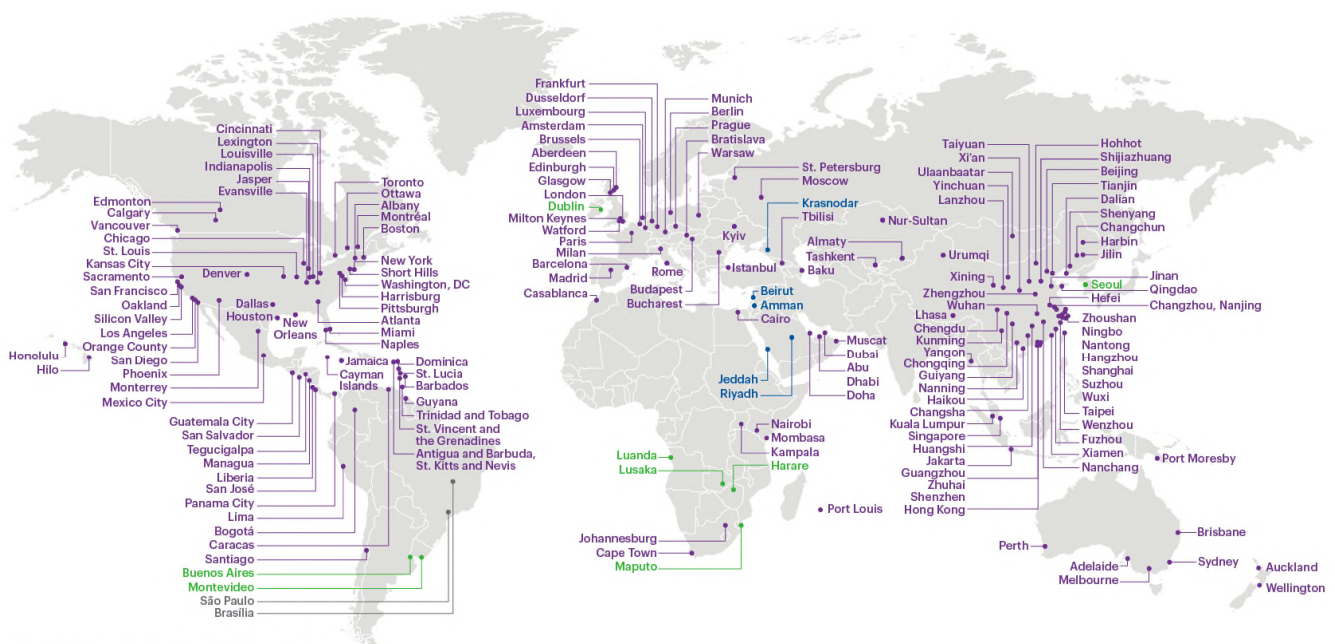 Cincinnati
Lexington
Louisville
Indianapolis
Jasper
Evansville
Edmonton
Calgary
Vancouver
Chicago
St. Louis
Kansas City
Sacramento
San Francisco
Oakland
Silicon Valley
Los Angeles
Orange County
San Diego
Phoenix
Monterrey
Mexico City
Honolulu
Hilo
Denver
Dallas
Houston
New
Orleans
Toronto
Ottawa
Albany
Montréal
Boston
New York
Short Hills
Washington, DC
Harrisburg
Pittsburgh
Atlanta
Miami
Naples
Jamaica
Cayman
Islands
Dominica
St. Lucia
Barbados
Guyana
Trinidad and Tobago
St. Vincent and
the Grenadines
Antigua and Barbuda,
St. Kitts and Nevis
Guatemala City
San Salvador
Tegucigalpa
Managua
Liberia
San José
Panama City
Lima
Bogotá
Caracas
Santiago
Buenos Aires
Montevideo
São Paulo
Brasília
Frankfurt
Dusseldorf
Luxembourg
Amsterdam
Brussels
Aberdeen
Edinburgh
Glasgow
London
Dublin
Milton Keynes
Watford
Paris
Milan
Barcelona
Madrid
Casablanca
Munich
Berlin
Prague
Bratislava
Warsaw
St. Petersburg
Moscow
Krasnodar
Tbilisi
Kyiv
Rome
Istanbul
Budapest
Bucharest
Baku
Nur-Sultan
Almaty
Tashkent
Beirut
Amman
Cairo
Jeddah
Riyadh
Muscat
Dubai
Abu
Dhabi
Doha
Nairobi
Mombasa
Kampala
Luanda
Lusaka
Harare
Port Louis
Johannesburg
Cape Town
Maputo
Taiyuan
Xi'an
Ulaanbaatar
Yinchuan
Lanzhou
Urumqi
Xining
Zhengzhou
Wuhan
Lhasa
Chengdu
Kunming
Yangon
Chongqing
Guiyang
Nanning
Haikou
Changsha
Kuala Lumpur
Singapore
Huangshi
Jakarta
Guangzhou
Zhuhai
Shenzhen
Hong Kong
Hohhot
Shijiazhuang
Beijing
Tianjin
Dalian
Shenyang
Changchun
Harbin
Jilin
Jinan
Seoul
Qingdao
Hefei
Changzhou, Nanjing
Zhoushan
Ningbo
Nantong
Hangzhou
Shanghai
Suzhou
Wuxi
Taipei
Wenzhou
Fuzhou
Xiamen
Nanchang
Port Moresby
Perth
Adelaide
Melbourne
Brisbane
Sydney
Auckland
Wellington